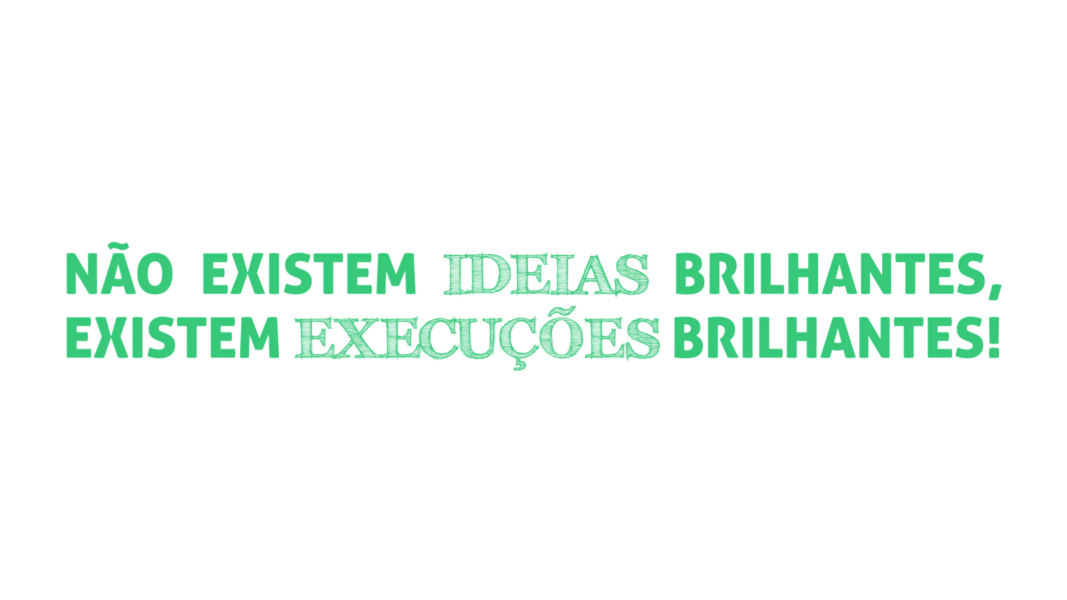 NÃO EXISTEM IDEIAS BRILHANTES,
EXISTEM EXECUÇÕES BRILHANTES!